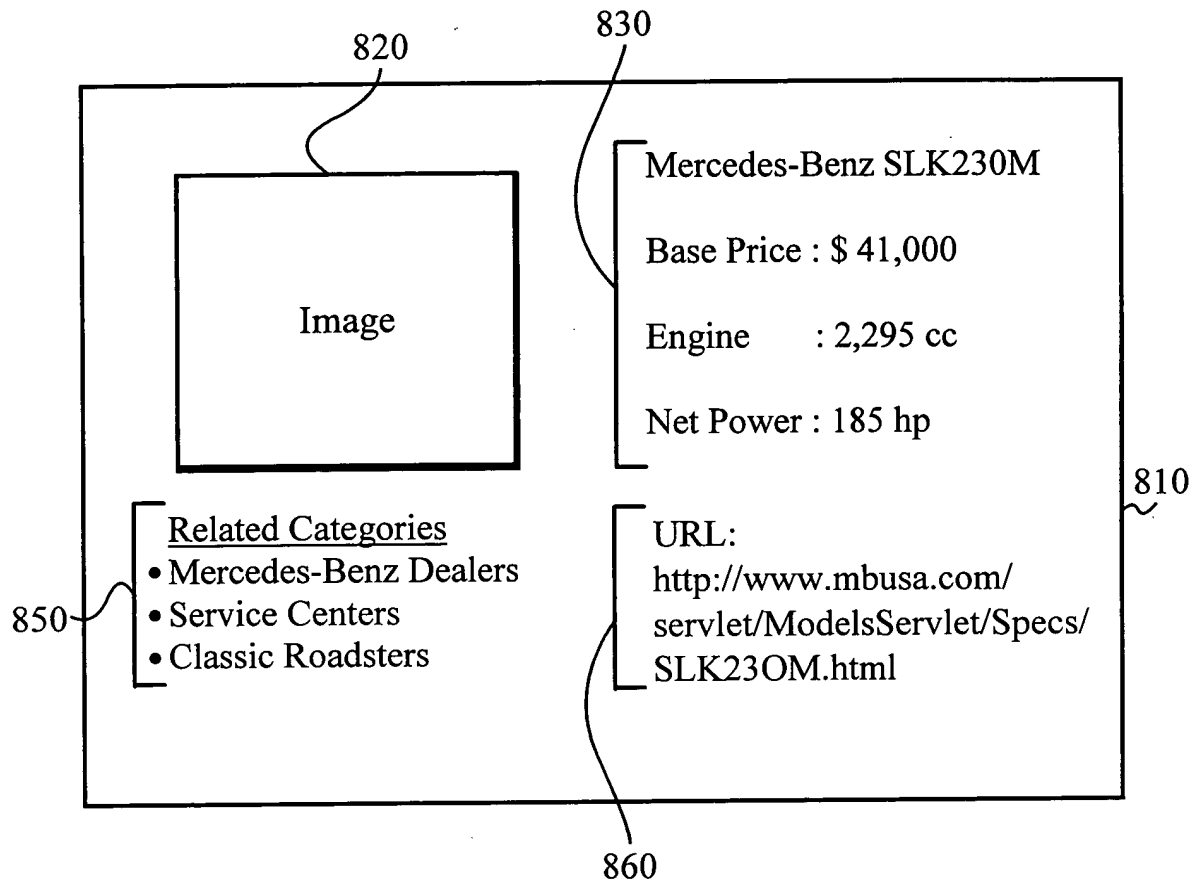 820
830
Image
Mercedes-Benz SLK230M
Base Price : $ 41,000
Engine : 2,295 cc
Net Power : 185 hp
810
Related Categories
• Mercedes-Benz Dealers
• Service Centers
• Classic Roadsters
850
URL:
http://www.mbusa.com/
servlet/ModelsServlet/Specs/
SLK23OM.html
860